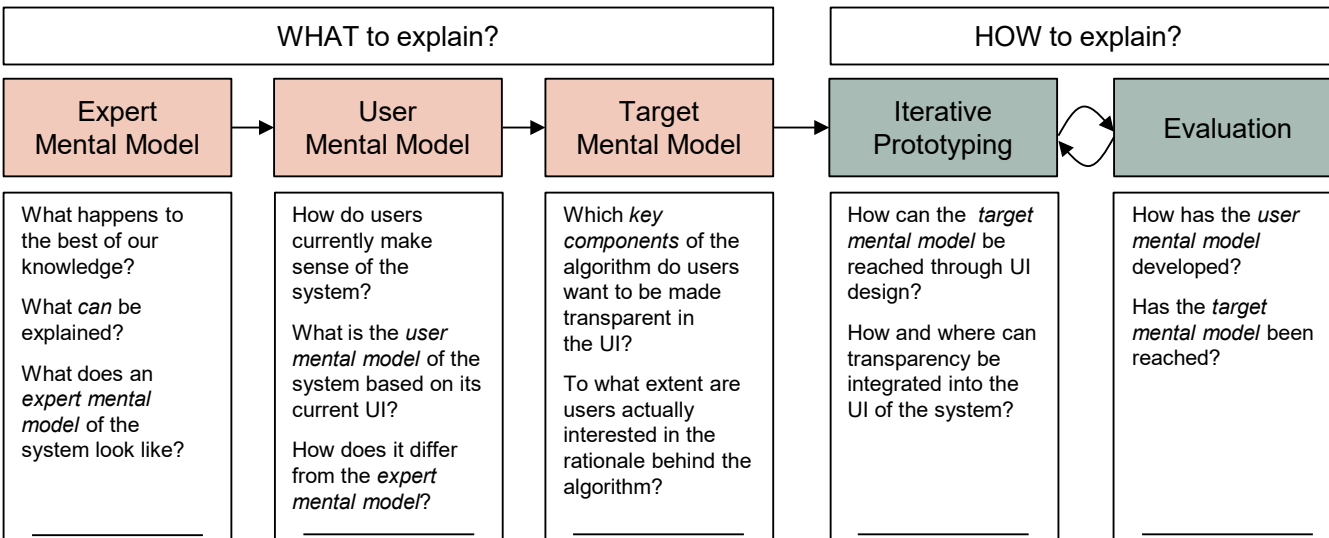 WHAT to explain?
HOW to explain?
Expert
Mental Model
User
Mental Model
Target
Mental Model
Iterative
Prototyping
Evaluation
What happens to
the best of our
knowledge?
What can be
explained?
What does an
expert mental
model of the
system look like?
How do users
currently make
sense of the
system?
What is the user
mental model of the
system based on its
current UI?
How does it differ
from the expert
mental model?
Which key
components of the
algorithm do users
want to be made
transparent in
the UI?
To what extent are
users actually
interested in the
rationale behind the
algorithm?
How can the target
mental model be
reached through UI
design?
How and where can
transparency be
integrated into the
UI of the system?
How has the user
mental model
developed?
Has the target
mental model been
reached?